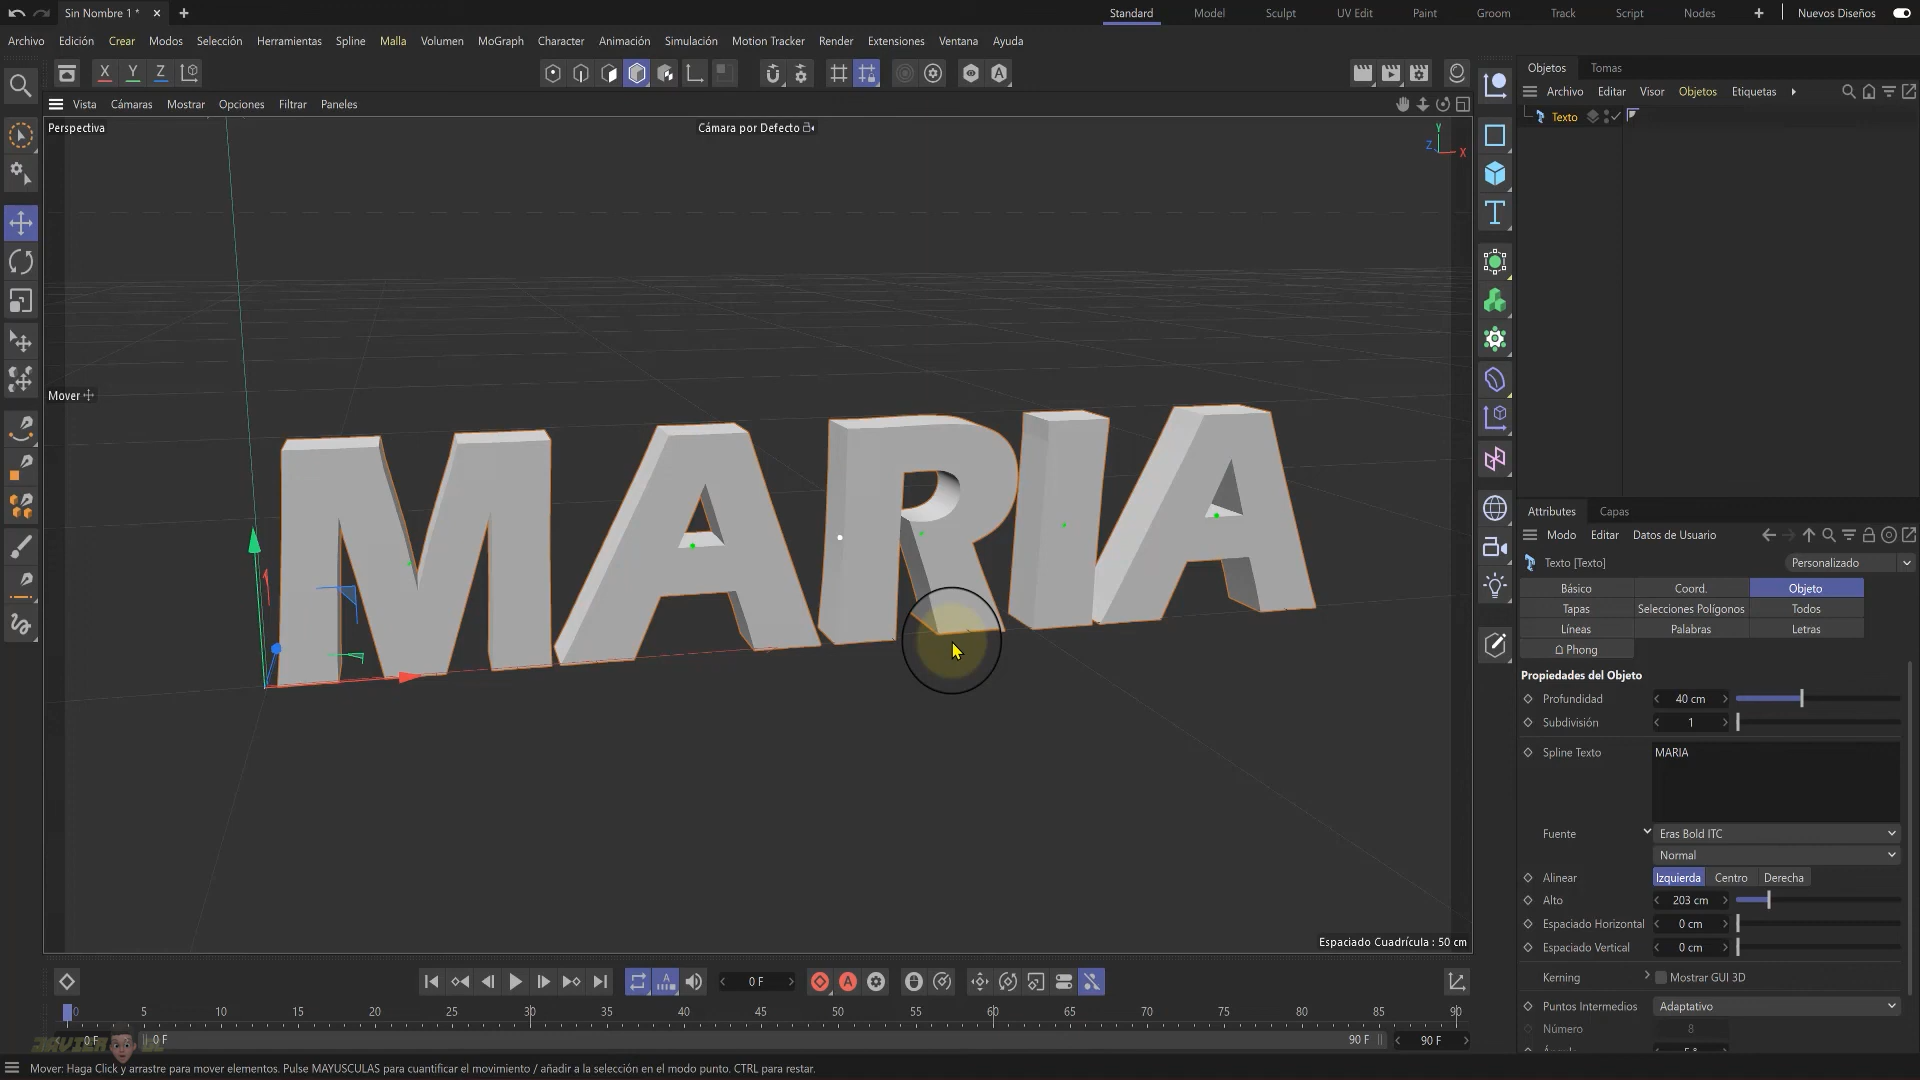 Sin Nombre 1 *
Standard
Model
Sculpt
UV Edit
Paint
Groom
Track
Script
Nodes
Nuevos Diseños
Archivo
Edición
Crear
Modos
Selección
Herramientas
Spline
Malla
Volumen
MoGraph
Character
Animación
Simulación
Motion Tracker
Render
Extensiones
Ventana
Ayuda
X
Y
Z
Vista
Cámaras
Mostrar
Opciones
Filtrar
Paneles
Perspectiva
Cámara por Defecto
Y
Z
X
Mover
MARIA
Espaciado Cuadrícula : 50 cm
Objetos
Tomas
Archivo
Editar
Visor
Objetos
Etiquetas
Texto
Attributes
Capas
Modo
Editar
Datos de Usuario
Texto [Texto]
Personalizado
Básico
Coord.
Objeto
Tapas
Selecciones Polígonos
Todos
Líneas
Palabras
Letras
Phong
Propiedades del Objeto
Profundidad
40 cm
Subdivisión
1
Spline Texto
MARIA
Fuente
Eras Bold ITC
Normal
Alinear
Izquierda
Centro
Derecha
Alto
203 cm
Espaciado Horizontal
0 cm
Espaciado Vertical
0 cm
Kerning
Mostrar GUI 3D
Puntos Intermedios
Adaptativo
Número
8
0 F
0
5
10
15
20
25
30
35
40
45
50
55
60
65
70
75
80
85
90
0 F
0 F
90 F
90 F
Mover: Haga Click y arrastre para mover elementos. Pulse MAYUSCULAS para cuantificar el movimiento / añadir a la selección en el modo punto. CTRL para restar.